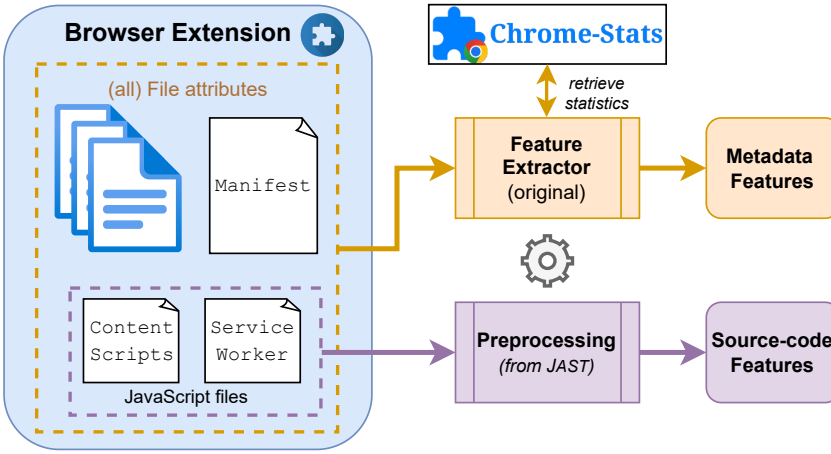 Browser Extension
(all) File attributes
Manifest
Content
Scripts
Service
Worker
JavaScript files
Chrome-Stats
retrieve
statistics
Feature
Extractor
(original)
Metadata
Features
Preprocessing
(from JAST)
Source-code
Features